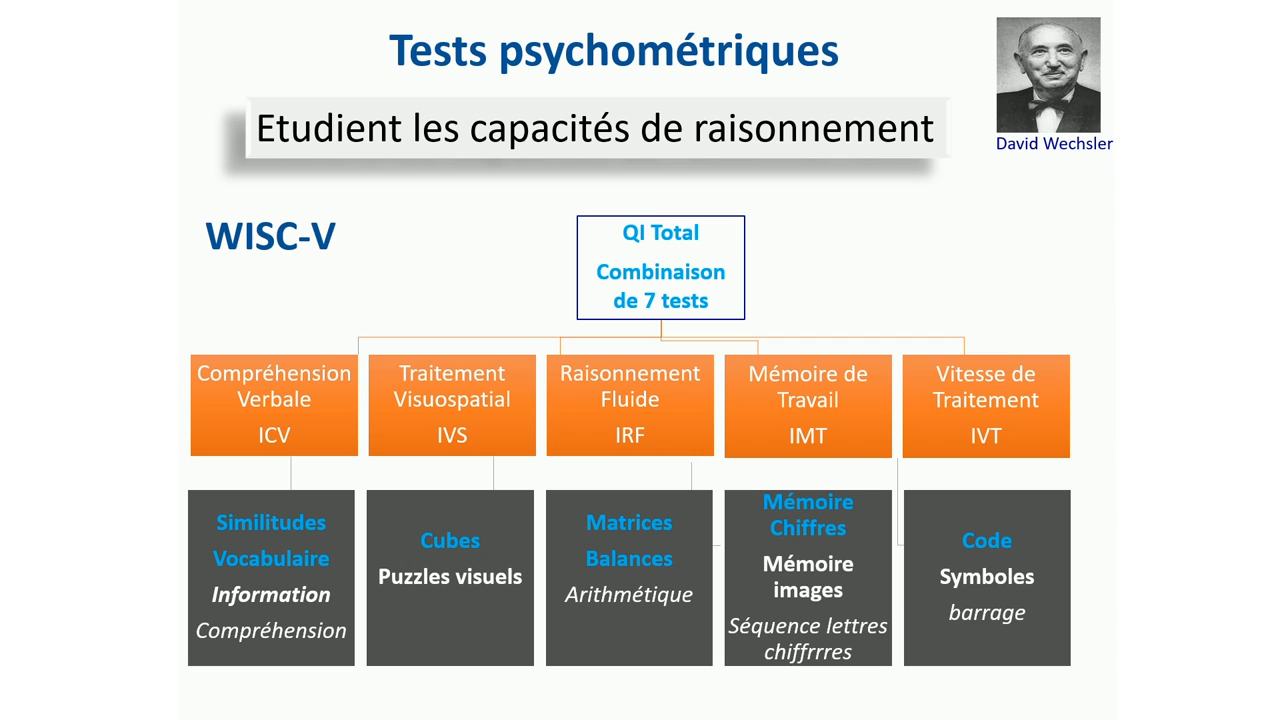 Tests psychométriques
Etudient les capacités de raisonnement
David Wechsler
WISC-V
QI Total
Combinaison
de 7 tests
Compréhension
Verbale
ICV
Traitement
Visuospatial
IVS
Raisonnement
Fluide
IRF
Mémoire de
Travail
IMT
Vitesse de
Traitement
IVT
Similitudes
Vocabulaire
Information
Compréhension
Cubes
Puzzles visuels
Matrices
Balances
Arithmétique
Mémoire
Chiffres
Mémoire
images
Séquence lettres
chiffrrres
Code
Symboles
barrage